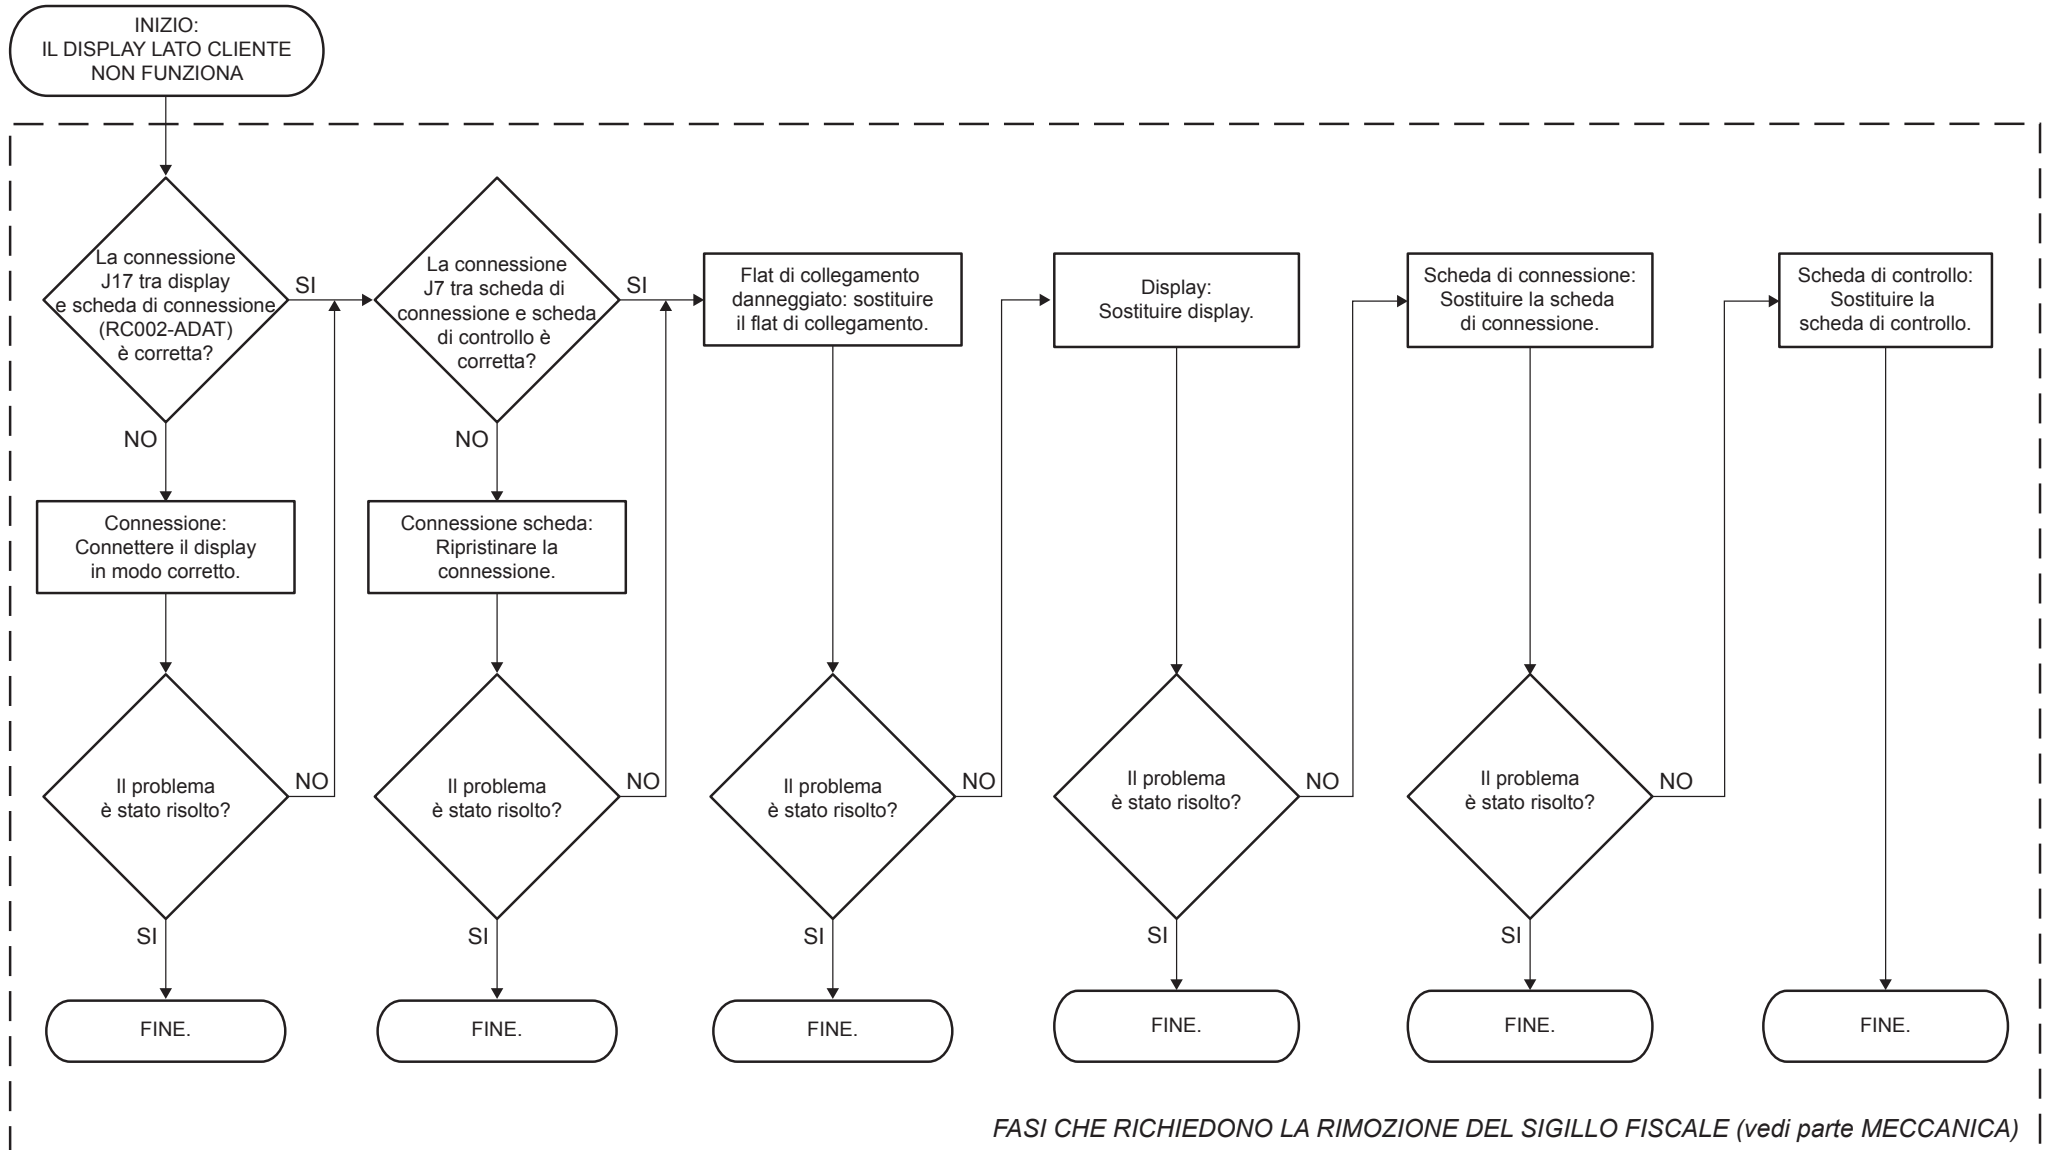 INIZIO:
IL DISPLAY LATO CLIENTE
NON FUNZIONA
La connessione
J17 tra display
e scheda di connessione
(RC002-ADAT)
è corretta?
SI
NO
La connessione
J7 tra scheda di
connessione e scheda
di controllo è
corretta?
SI
NO
Flat di collegamento
danneggiato: sostituire
il flat di collegamento.
Display:
Sostituire display.
Scheda di connessione:
Sostituire la scheda
di connessione.
Scheda di controllo:
Sostituire la
scheda di controllo.
Connessione:
Connettere il display
in modo corretto.
Connessione scheda:
Ripristinare la
connessione.
Il problema
è stato risolto?
NO
SI
Il problema
è stato risolto?
NO
SI
Il problema
è stato risolto?
NO
SI
Il problema
è stato risolto?
NO
SI
Il problema
è stato risolto?
NO
SI
FINE.
FINE.
FINE.
FINE.
FINE.
FINE.
FASI CHE RICHIEDONO LA RIMOZIONE DEL SIGILLO FISCALE (vedi parte MECCANICA)